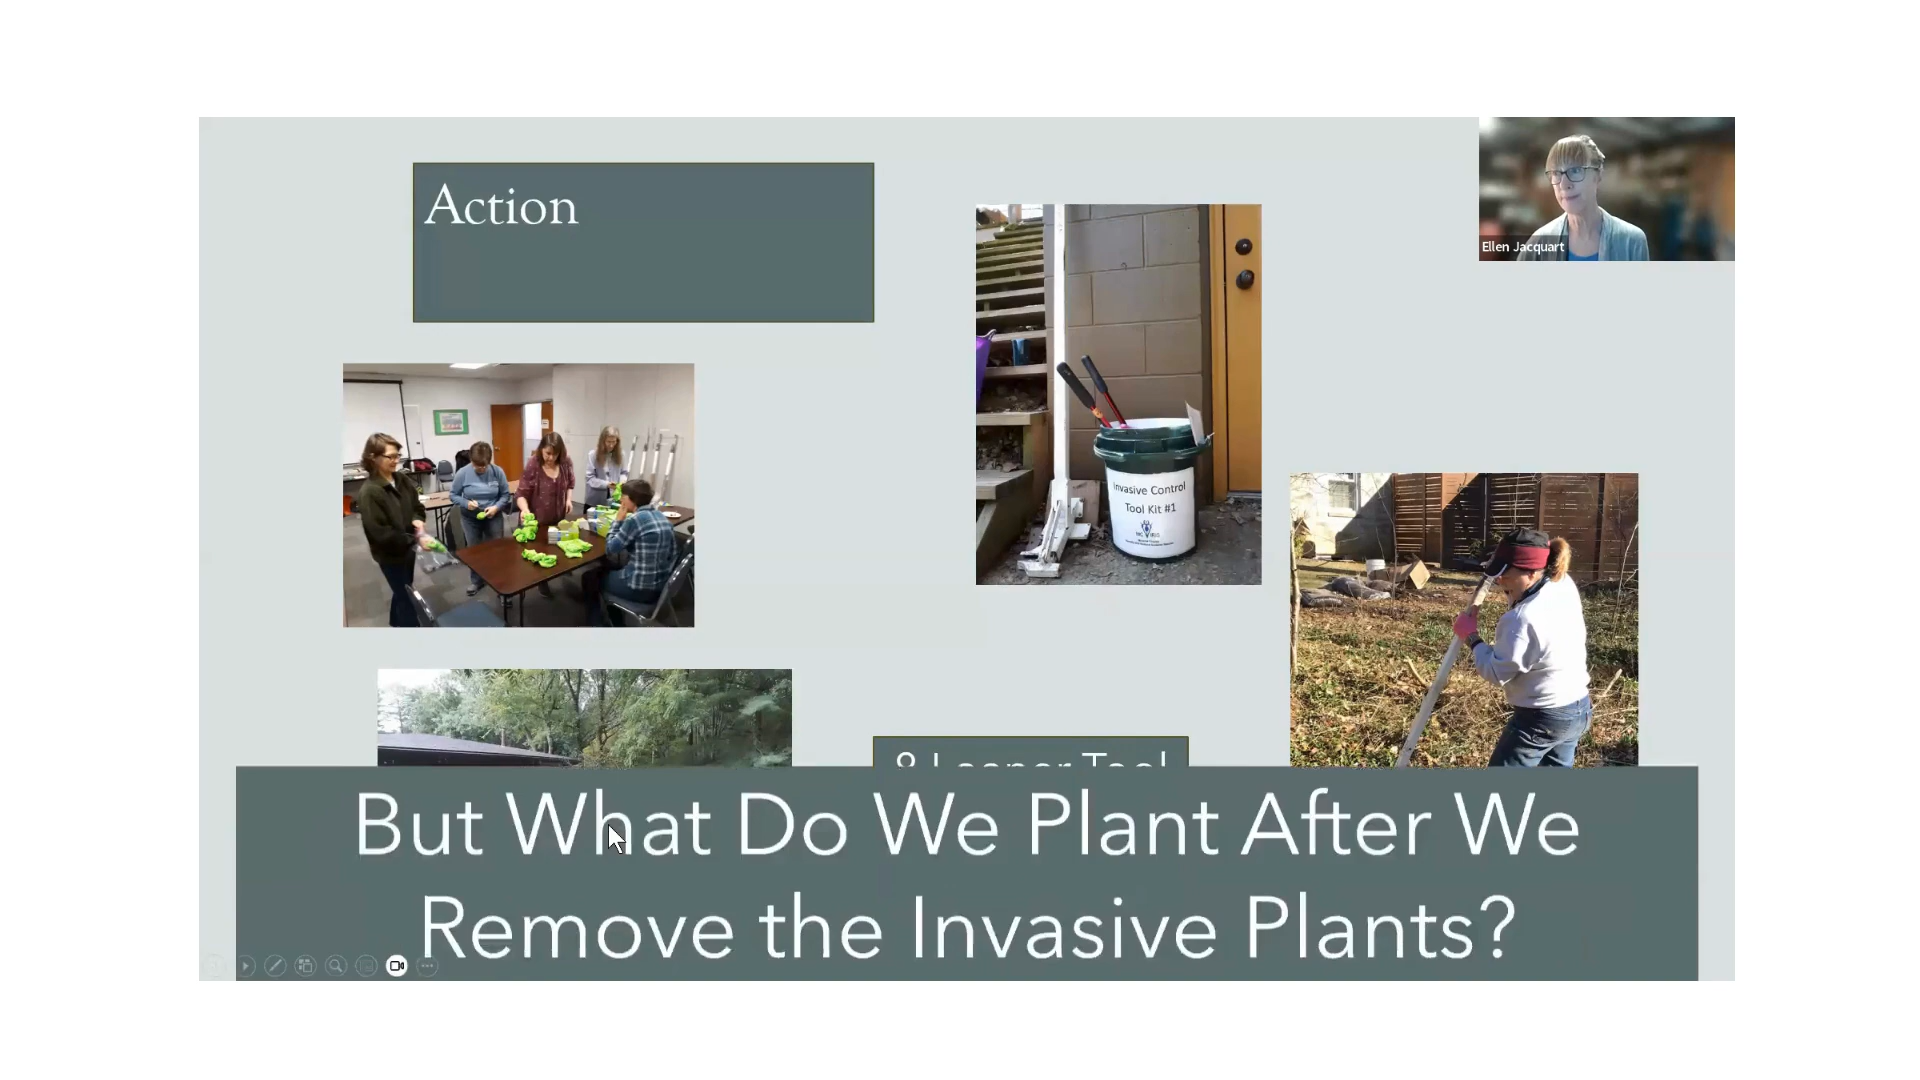 Action
Ellen Jacquart
Invasive Control
Tool Kit #1
But What Do We Plant After We
Remove the Invasive Plants?